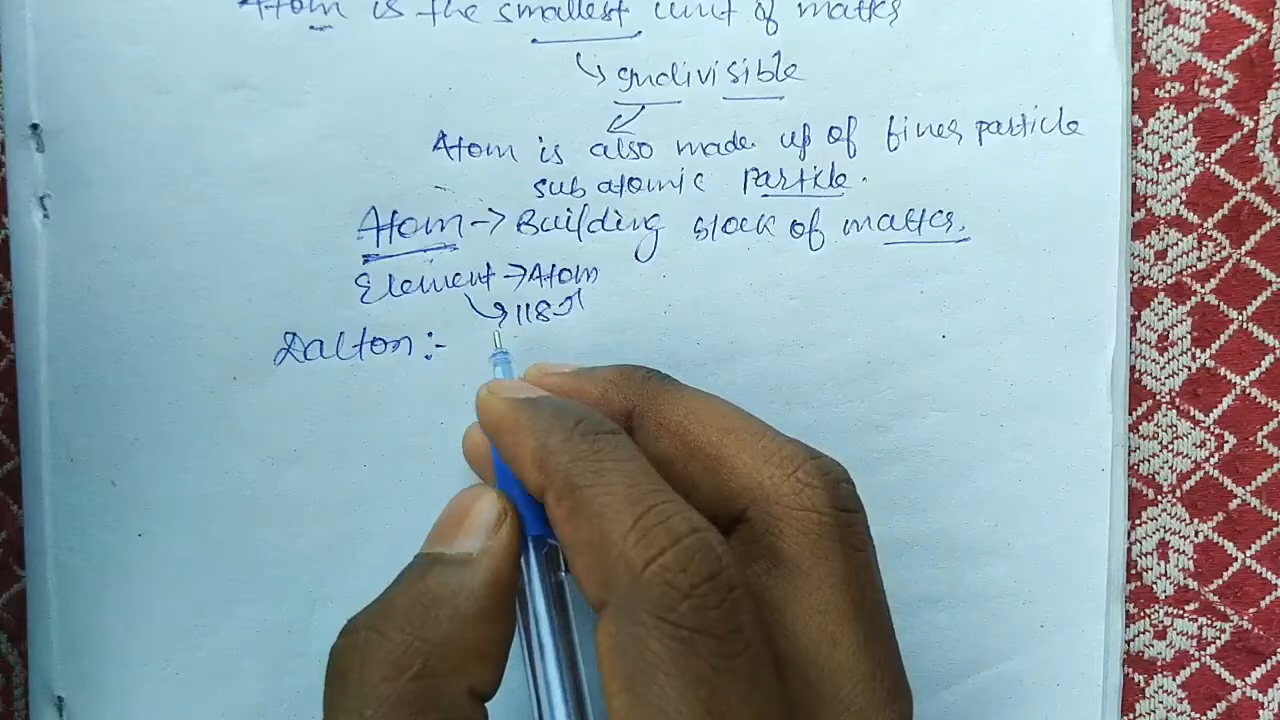 Atom is the smallest unit of matter
↳ Indivisible
Atom is also made up of finer particle
sub atomic particle.
Atom → Building block of matter.
Element → Atom
↳ 118
Dalton :-